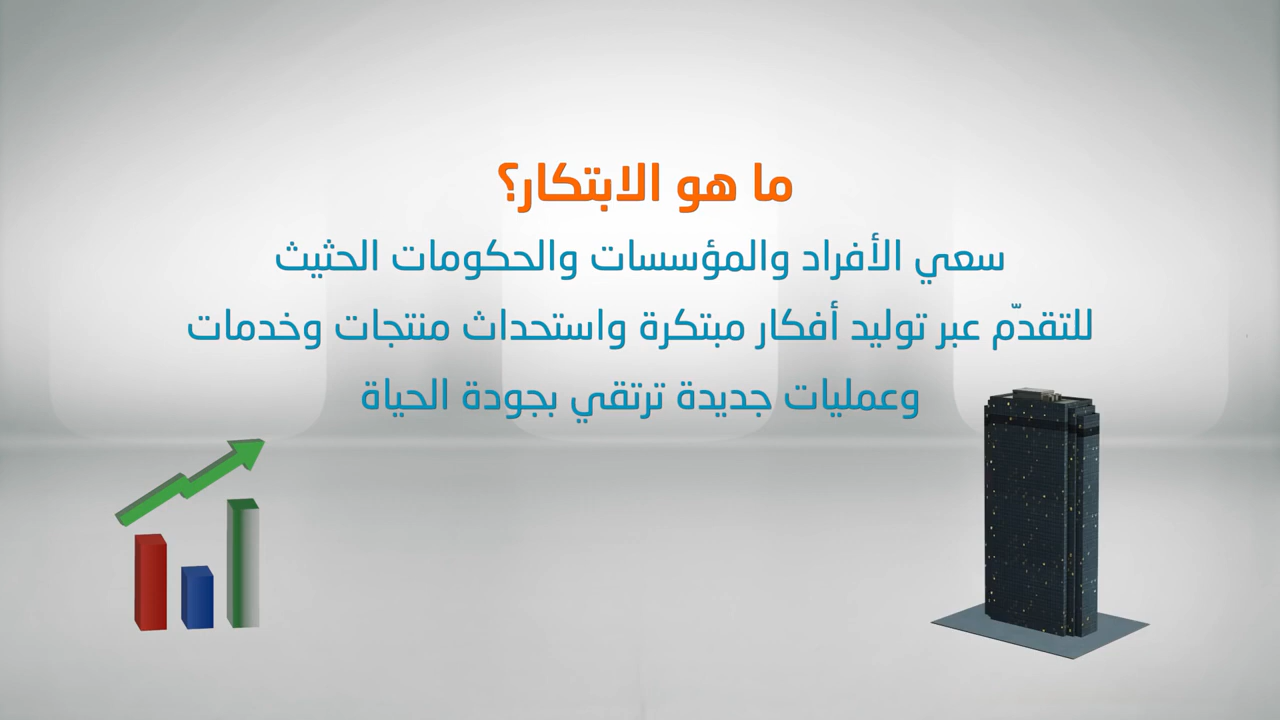 ما هو الابتكار؟
سعي الأفراد والمؤسسات والحكومات الحثيث
للتقدّم عبر توليد أفكار مبتكرة واستحداث منتجات وخدمات
وعمليات جديدة ترتقي بجودة الحياة